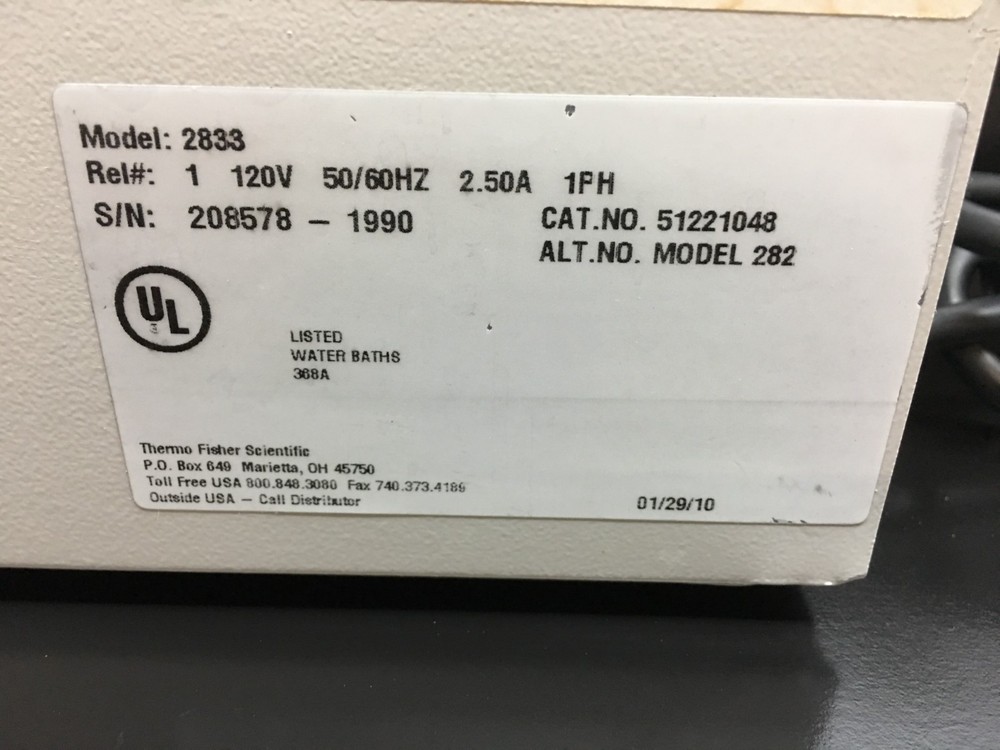 Model: 2833
Rel#: 1 120V 50/60HZ 2.50A 1PH
S/N: 208578 – 1990
CAT.NO. 51221048
ALT.NO. MODEL 282
UL
LISTED
WATER BATHS
368A
Thermo Fisher Scientific
P.O. Box 649 Marietta, OH 45750
Toll Free USA 800.848.3080 Fax 740.373.4189
Outside USA – Call Distributor
01/29/10